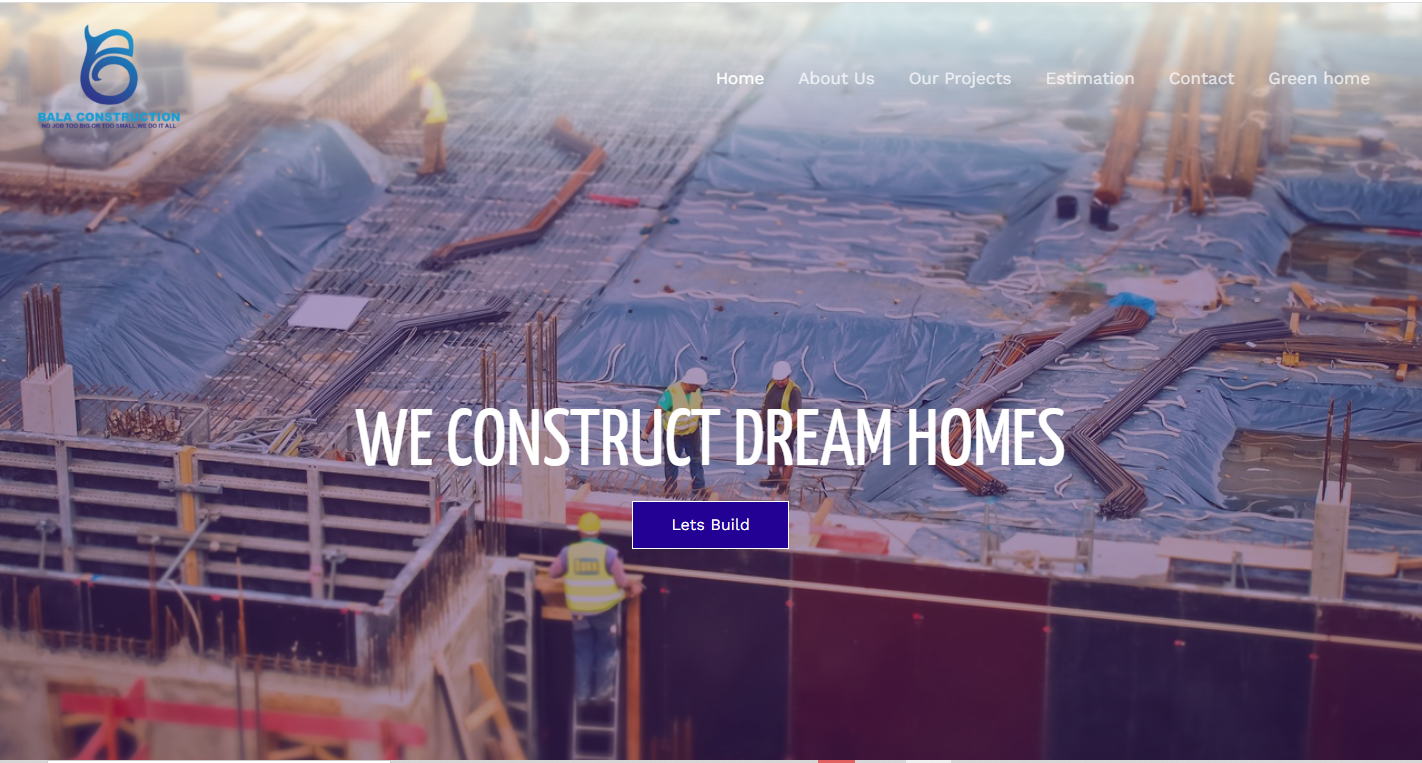 BALA CONSTRUCTION
NO JOB TOO BIG OR TOO SMALL,WE DO IT ALL
Home
About Us
Our Projects
Estimation
Contact
Green home
WE CONSTRUCT DREAM HOMES
Lets Build